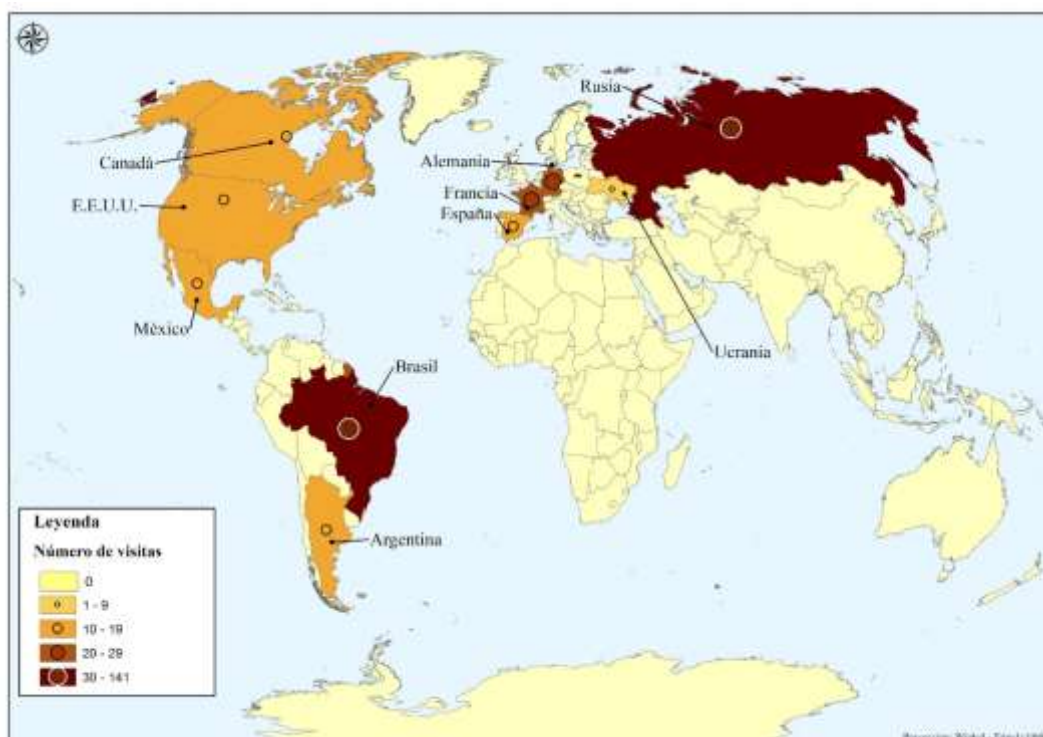 Rusia
Canadá
Alemania
Francia
E.E.U.U.
España
México
Ucrania
Brasil
Argentina
Leyenda
Número de visitas
0
1 - 9
10 - 19
20 - 29
30 - 141